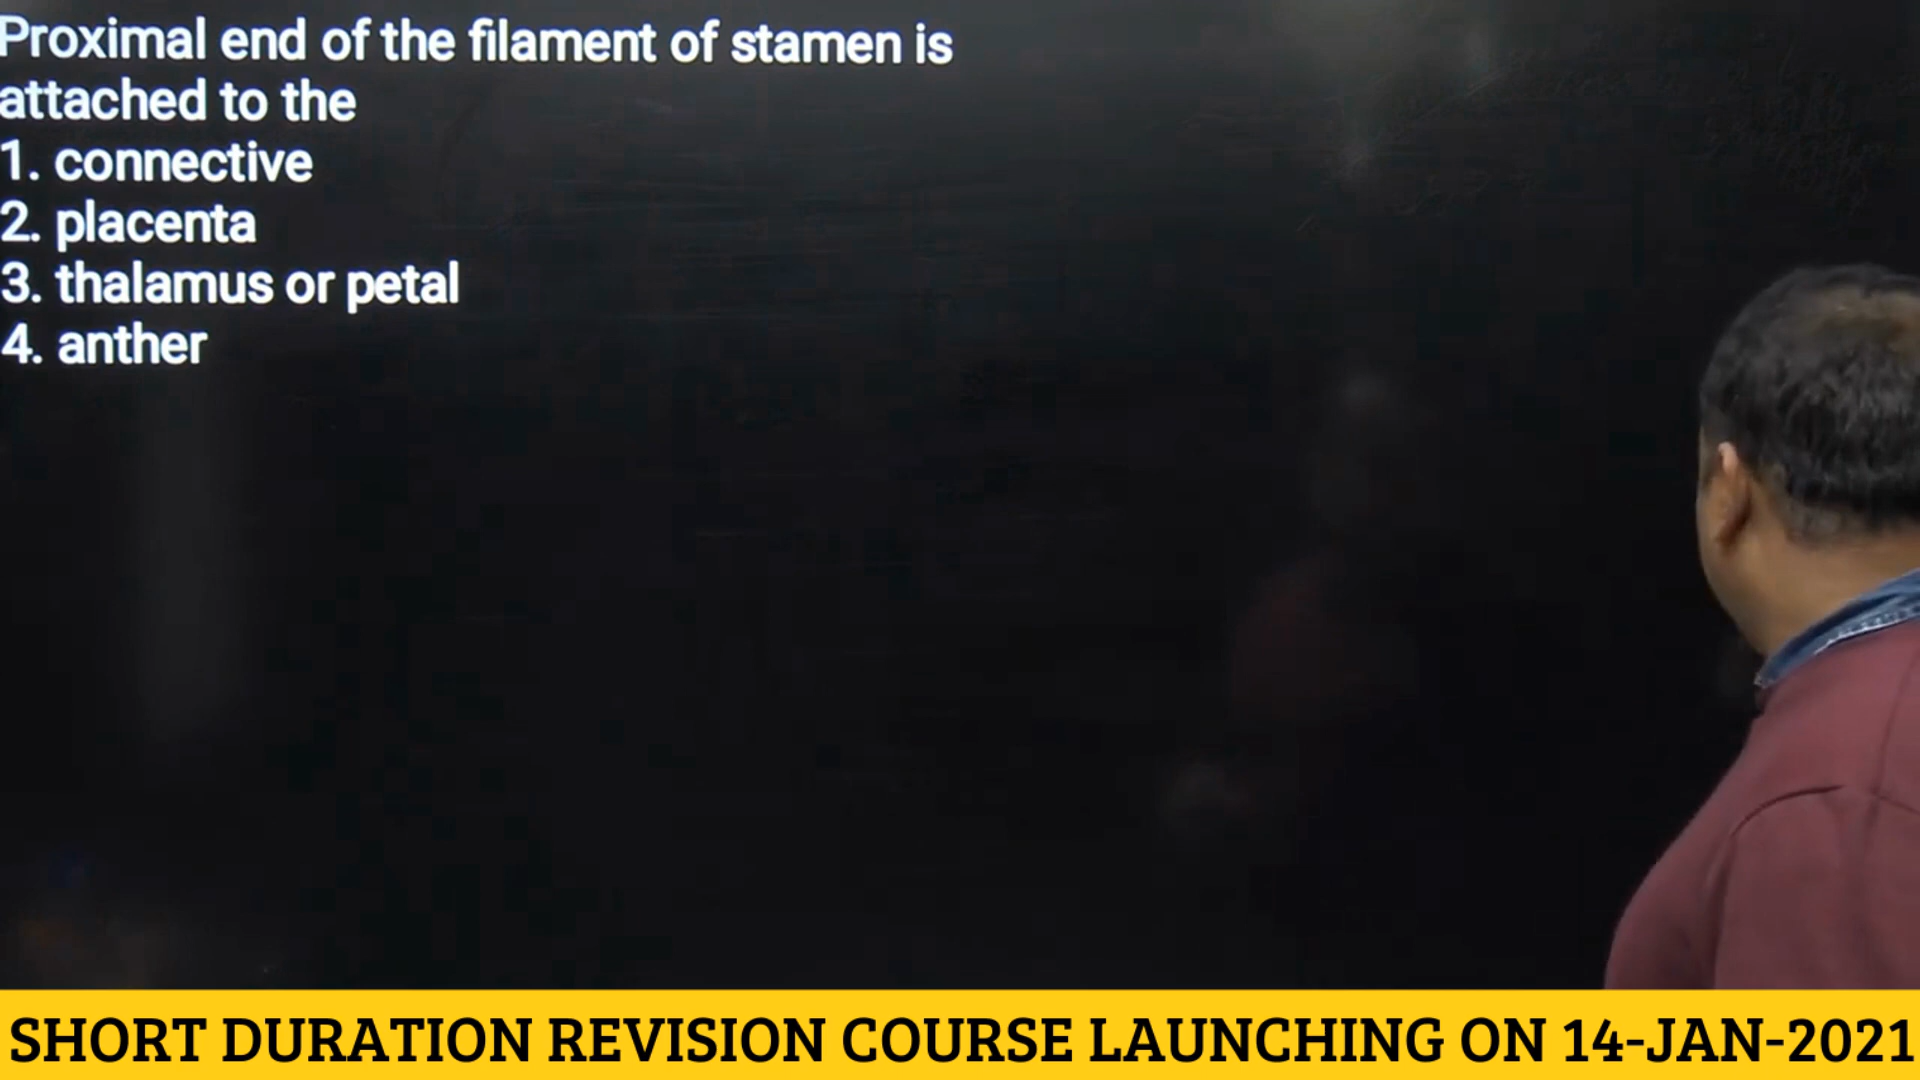 Proximal end of the filament of stamen is
attached to the
1. connective
2. placenta
3. thalamus or petal
4. anther
SHORT DURATION REVISION COURSE LAUNCHING ON 14-JAN-2021